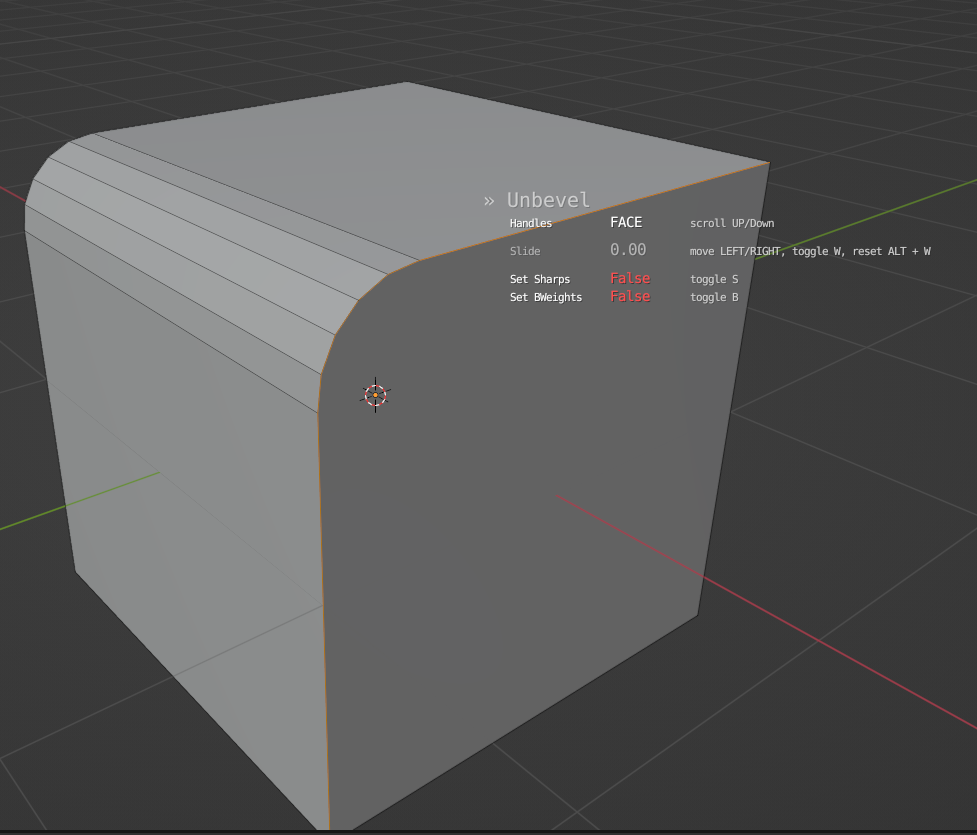 » Unbevel
Handles FACE scroll UP/Down
Slide 0.00 move LEFT/RIGHT, toggle W, reset ALT + W
Set Sharps False toggle S
Set BWeights False toggle B